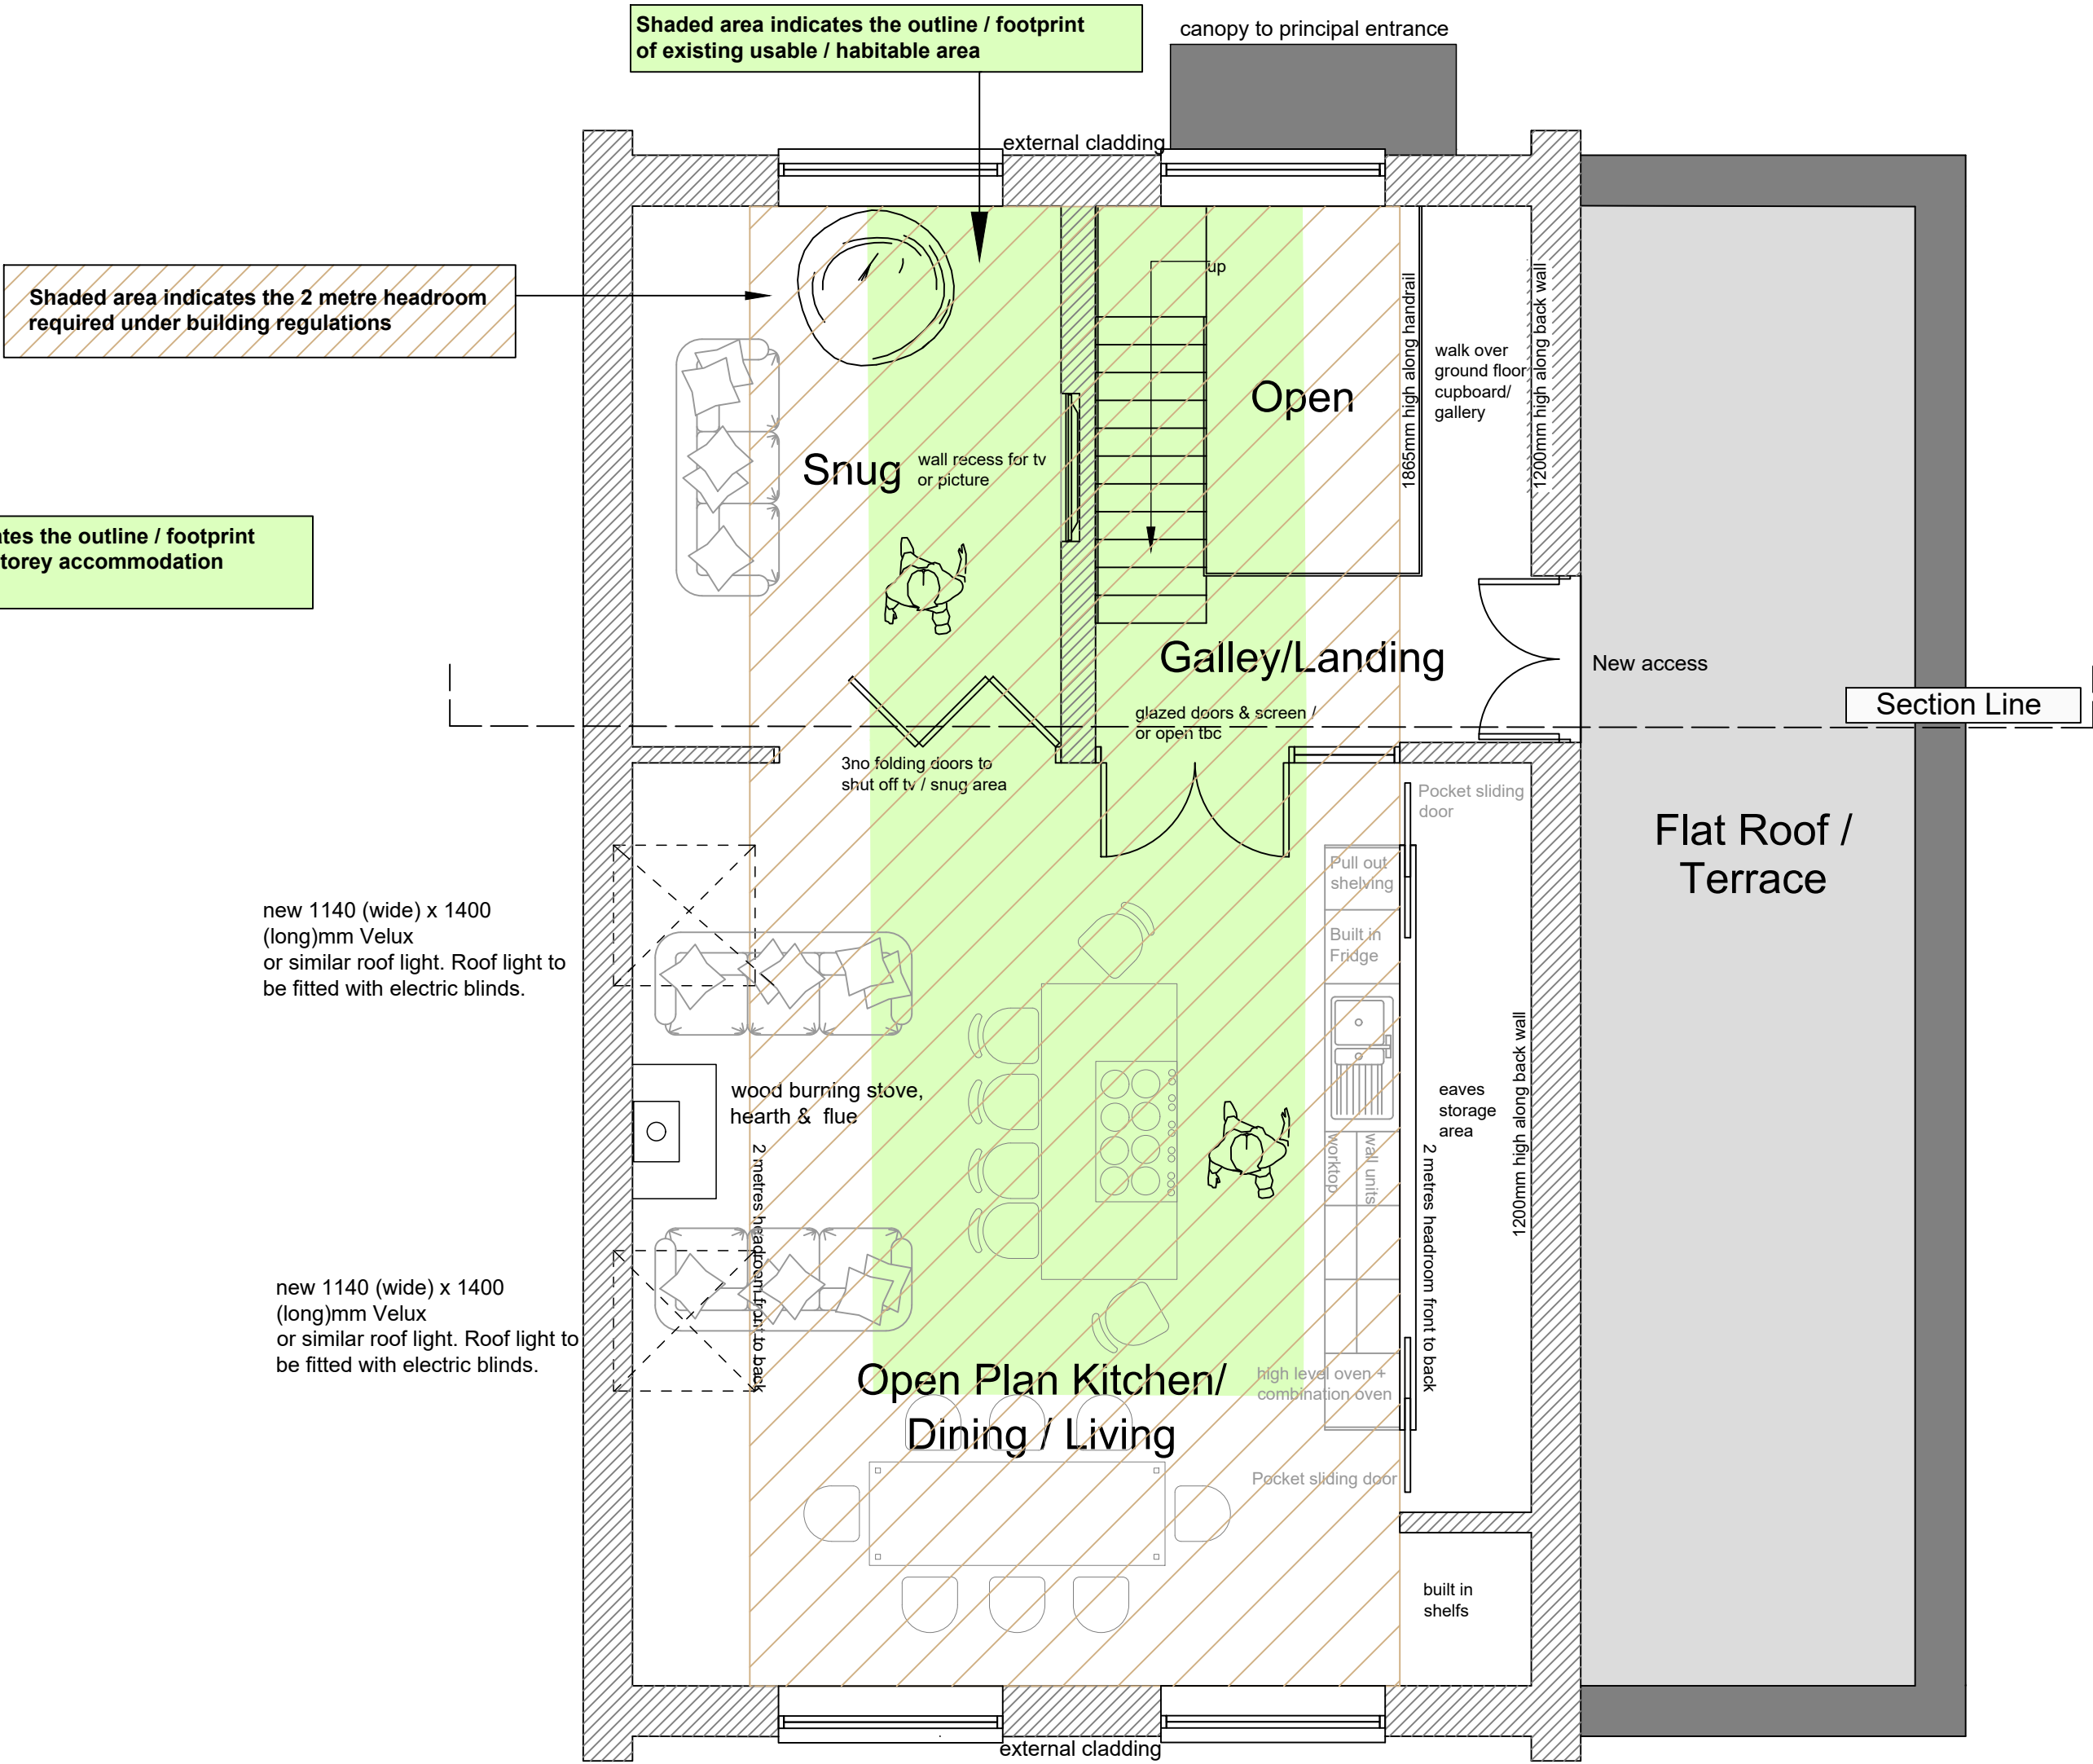 Shaded area indicates the outline / footprint
of existing usable / habitable area
canopy to principal entrance
external cladding
Shaded area indicates the 2 metre headroom
required under building regulations
up
1865mm high along handrail
walk over
ground floor
cupboard/
gallery
1200mm high along back wall
Open
Snug
wall recess for tv
or picture
tes the outline / footprint
torey accommodation
Galley/Landing
New access
Section Line
glazed doors & screen /
or open tbc
3no folding doors to
shut off tv / snug area
Pocket sliding
door
Flat Roof /
Terrace
Pull out
shelving
new 1140 (wide) x 1400
(long)mm Velux
or similar roof light. Roof light to
be fitted with electric blinds.
Built in
Fridge
wood burning stove,
hearth & flue
eaves
storage
area
1200mm high along back wall
worktop
wall units
2 metres headroom front to back
2 metres headroom front to back
new 1140 (wide) x 1400
(long)mm Velux
or similar roof light. Roof light to
be fitted with electric blinds.
Open Plan Kitchen/
Dining / Living
high level oven +
combination oven
Pocket sliding door
built in
shelfs
external cladding